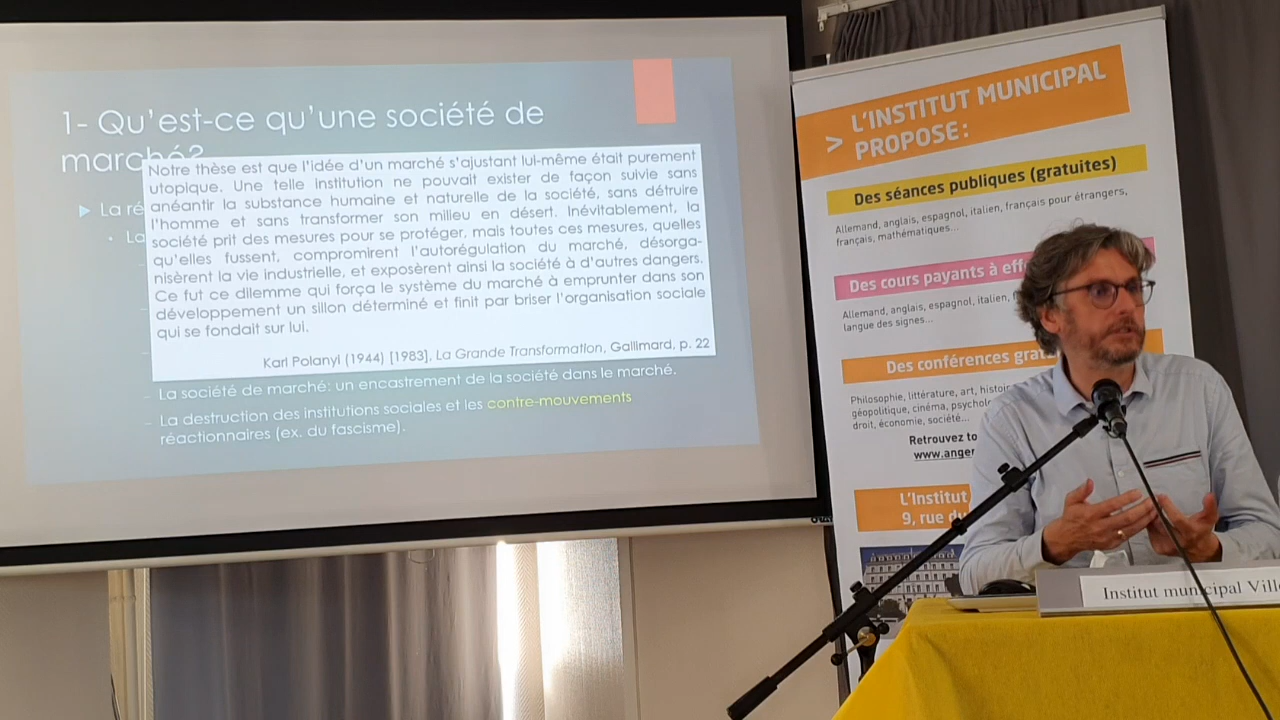 1- Qu'est-ce qu'une société de
marché?
La ré
La
Notre thèse est que l'idée d'un marché s'ajustant lui-même était purement
utopique. Une telle institution ne pouvait exister de façon suivie sans
anéantir la substance humaine et naturelle de la société, sans détruire
l'homme et sans transformer son milieu en désert. Inévitablement, la
société prit des mesures pour se protéger, mais toutes ces mesures, quelles
qu'elles fussent, compromirent l'autorégulation du marché, désorga-
nisèrent la vie industrielle, et exposèrent ainsi la société à d'autres dangers.
Ce fut ce dilemme qui força le système du marché à emprunter dans son
développement un sillon déterminé et finit par briser l'organisation sociale
qui se fondait sur lui.
Karl Polanyi (1944) [1983], La Grande Transformation, Gallimard, p. 22
La société de marché: un encastrement de la société dans le marché.
La destruction des institutions sociales et les contre-mouvements
réactionnaires (ex. du fascisme).
> L'INSTITUT MUNICIPAL
PROPOSE:
Des séances publiques (gratuites)
Allemand, anglais, espagnol, italien, français pour étrangers,
français, mathématiques...
Des cours payants à eff
Allemand, anglais, espagnol, italien,
langue des signes...
Des conférences grat
Philosophie, littérature, art, histoir
géopolitique, cinéma, psycholo
droit, économie, société...
Retrouvez to
www.anger
L'Institut
9, rue du
Institut municipal Ville